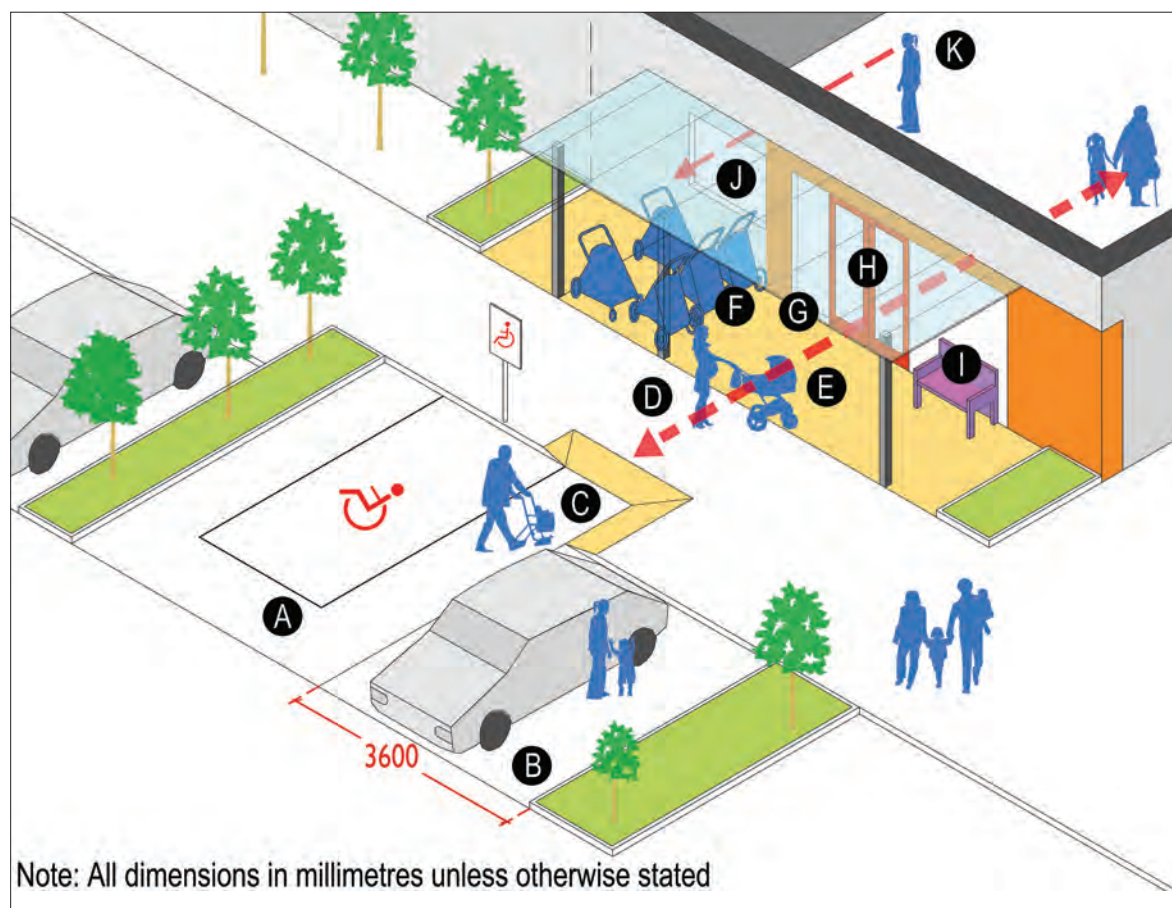 K
J
H
F
G
I
D
E
C
A
B
3600
Note: All dimensions in millimetres unless otherwise stated